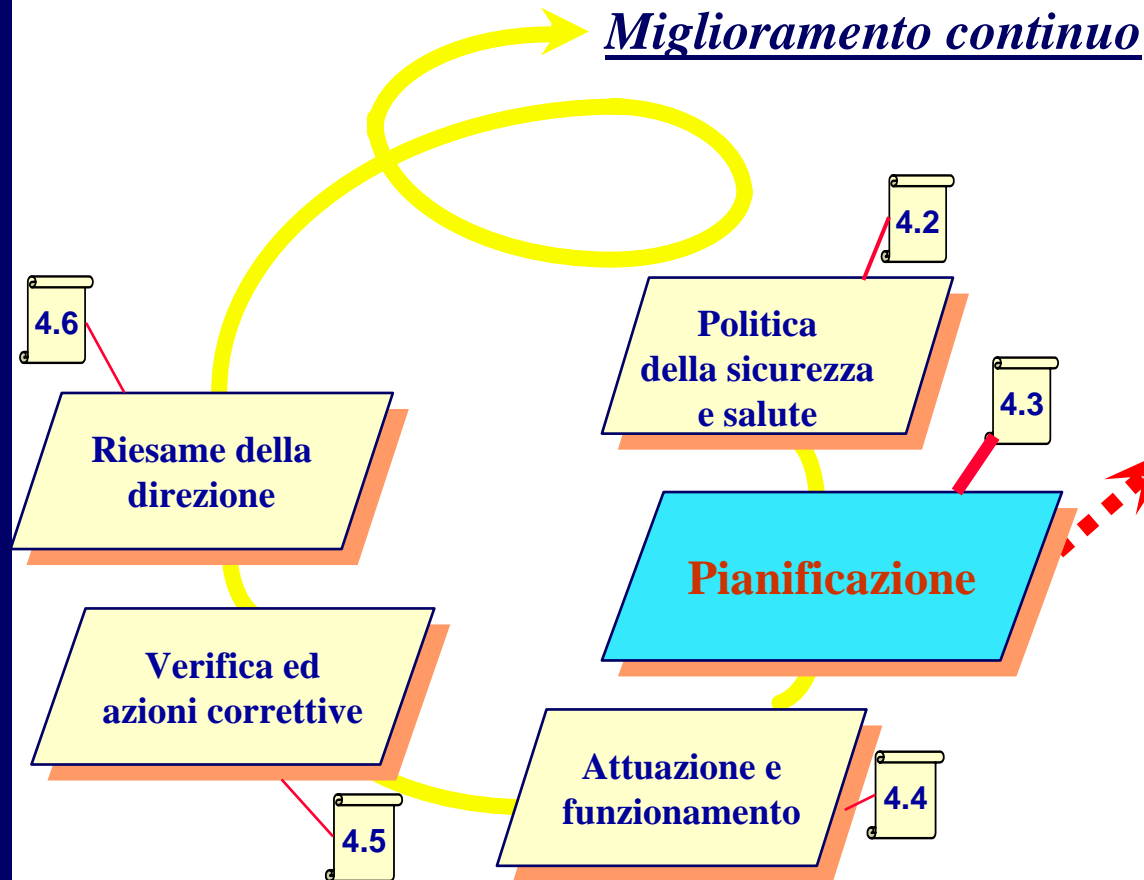 Miglioramento continuo
4.2
Politica
della sicurezza
e salute
4.3
Pianificazione
4.4
Attuazione e
funzionamento
4.5
Verifica ed
azioni correttive
4.6
Riesame della
direzione